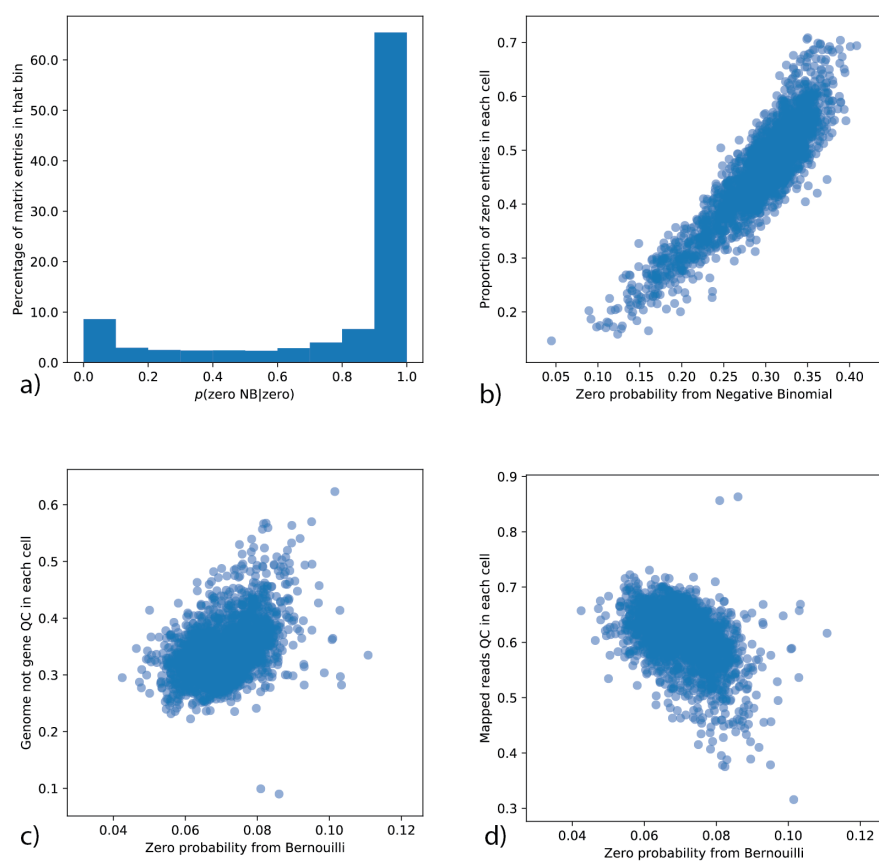 60.0
50.0
40.0
30.0
20.0
10.0
0.0
0.0 0.2 0.4 0.6 0.8 1.0
Percentage of matrix entries in that bin
p(zero NB|zero)
a)
0.7
0.6
0.5
0.4
0.3
0.2
0.05 0.10 0.15 0.20 0.25 0.30 0.35 0.40
Proportion of zero entries in each cell
Zero probability from Negative Binomial
b)
0.6
0.5
0.4
0.3
0.2
0.1
0.04 0.06 0.08 0.10 0.12
Genome not gene QC in each cell
Zero probability from Bernouilli
c)
0.9
0.8
0.7
0.6
0.5
0.4
0.3
0.04 0.06 0.08 0.10 0.12
Mapped reads QC in each cell
Zero probability from Bernouilli
d)